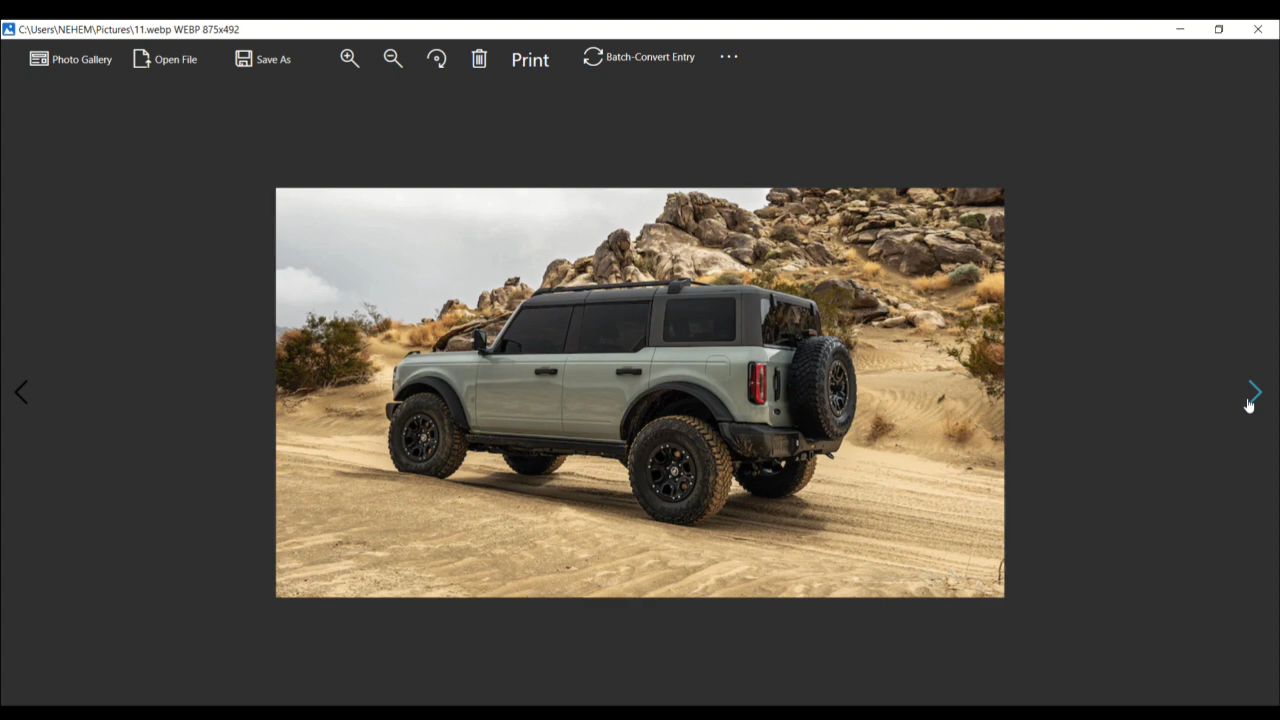 C:\Users\NEHEM\Pictures\11.webp WEBP 875x492
Photo Gallery Open File Save As Print Batch-Convert Entry